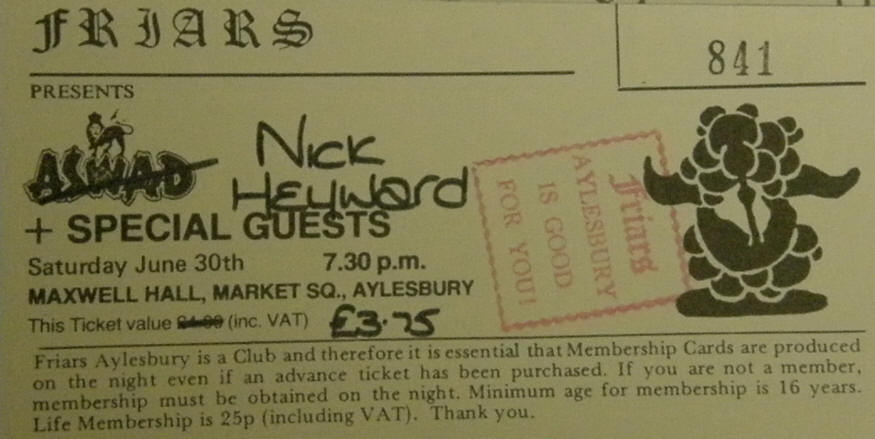 FRIARS
841
PRESENTS
ASWAD
Nick
Heyward
+ SPECIAL GUESTS
Saturday June 30th 7.30 p.m.
MAXWELL HALL, MARKET SQ., AYLESBURY
This Ticket value (inc. VAT) £3.75
Friars
AYLESBURY
IS GOOD
FOR YOU!
Friars Aylesbury is a Club and therefore it is essential that Membership Cards are produced
on the night even if an advance ticket has been purchased. If you are not a member,
membership must be obtained on the night. Minimum age for membership is 16 years.
Life Membership is 25p (including VAT). Thank you.